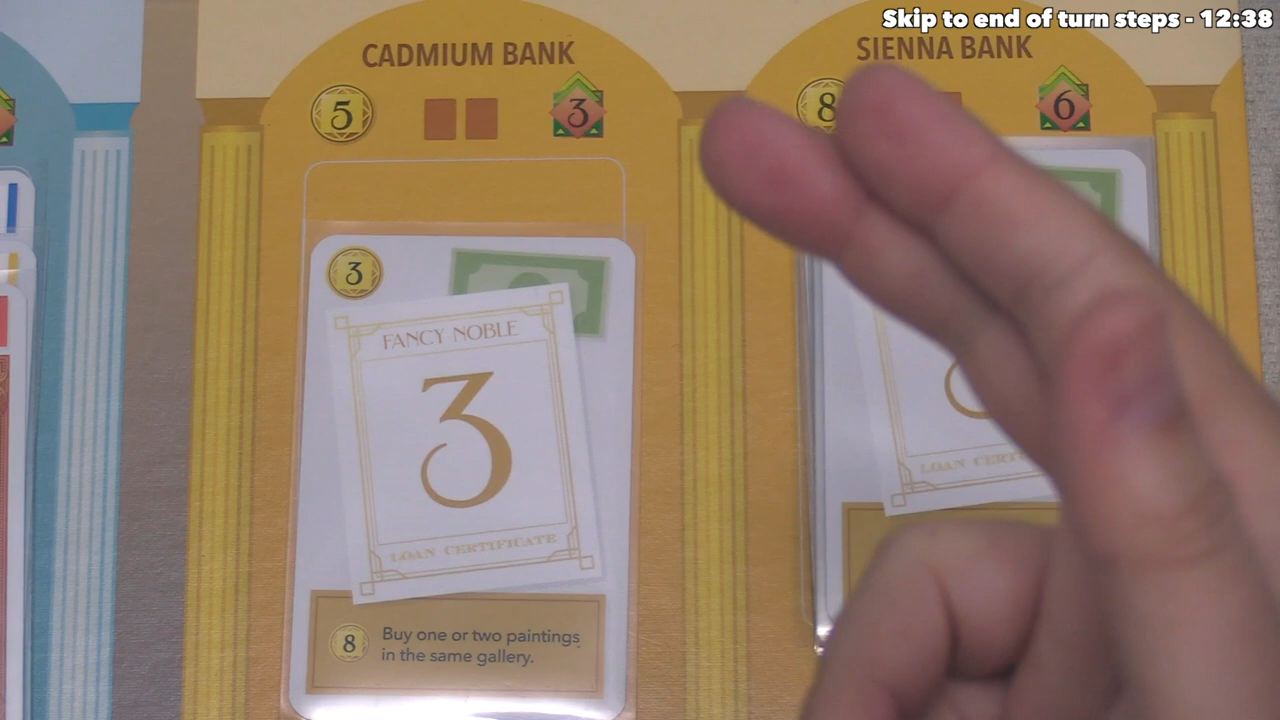 Skip to end of turn steps - 12:38
CADMIUM BANK
SIENNA BANK
5
3
8
6
3
FANCY NOBLE
3
LOAN CERTIFICATE
LOAN
8
Buy one or two paintings
in the same gallery.